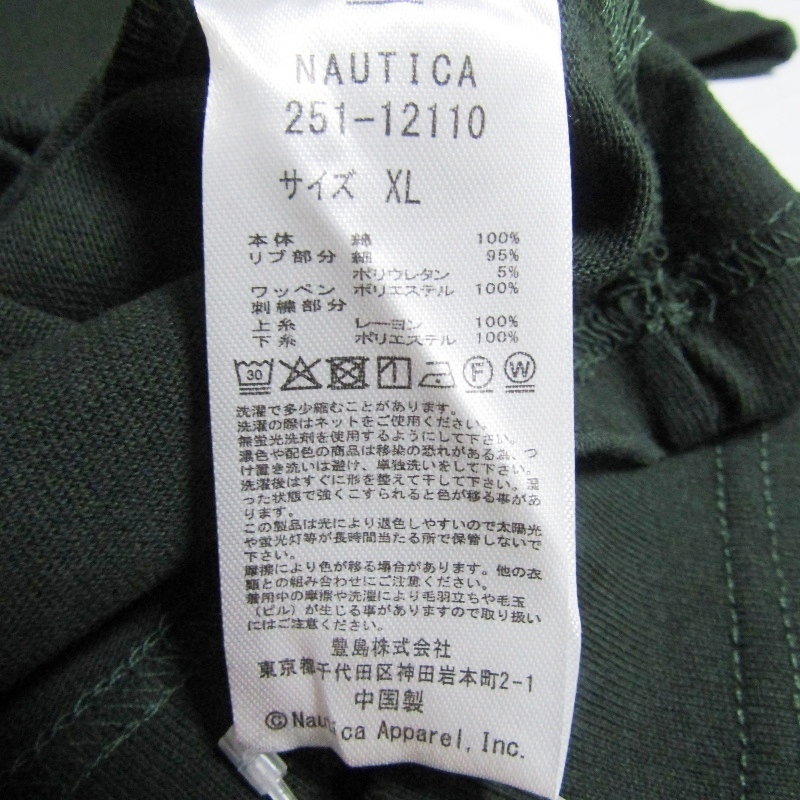 NAUTICA
251-12110
サイズ XL
本体 綿 100%
リブ部分 綿 95%
ポリウレタン 5%
ワッペン ポリエステル 100%
刺繍部分
上糸 レーヨン 100%
下糸 ポリエステル 100%
30 F W
洗濯で多少縮むことがあります。
洗濯の際はネットをご使用ください。
無蛍光洗剤を使用するようにして下さい。
濃色や配色の商品は移染の恐れがある為、つ
け置き洗いは避け、単独洗いをして下さい。
洗濯後はすぐに形を整えて干して下さい。湿
った状態で強くこすられると色が移る事があ
ります。
この製品は光により退色しやすいので太陽光
や蛍光灯等が長時間当たる所で保管しないで
下さい。
摩擦により色が移る場合があります。他の衣
類との組み合わせにご注意ください。
着用中の摩擦や洗濯により毛羽立ちや毛玉
（ピル）が生じる事がありますので取り扱い
にはご注意ください。
豊島株式会社
東京都千代田区神田岩本町2-1
中国製
©Nautica Apparel, Inc.